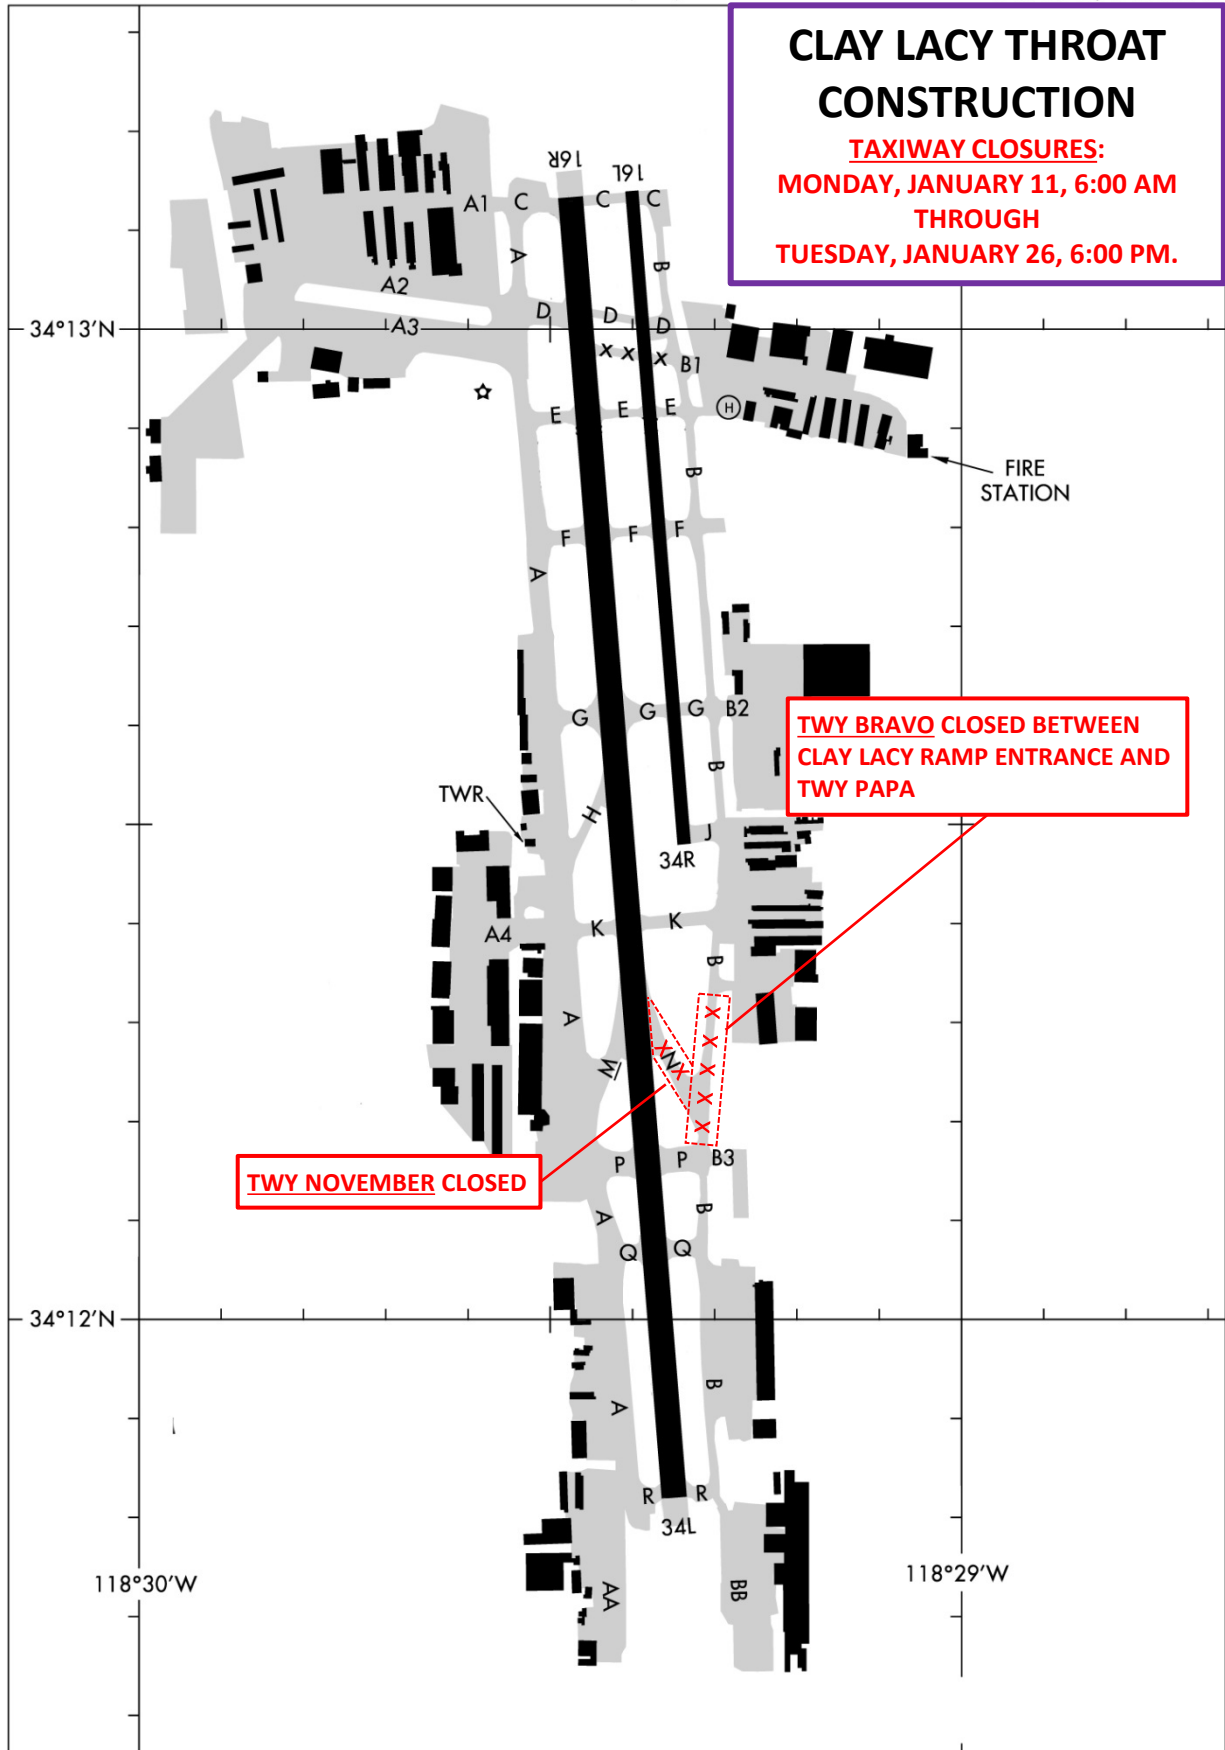 CLAY LACY THROAT
CONSTRUCTION
TAXIWAY CLOSURES:
MONDAY, JANUARY 11, 6:00 AM
THROUGH
TUESDAY, JANUARY 26, 6:00 PM.
16R
16L
A1
C
C
C
A
B
A2
D
D
D
34°13'N
A3
X X X
B1
E
E
E
H
B
FIRE
STATION
F
F
F
A
G
G
G
B2
TWY BRAVO CLOSED BETWEEN
CLAY LACY RAMP ENTRANCE AND
TWY PAPA
B
TWR
H
J
34R
K
K
A4
B
A
X
X
X
N
X
X
X
X
M
P
P
B3
TWY NOVEMBER CLOSED
A
B
Q
Q
34°12'N
B
A
R
R
34L
118°30'W
118°29'W
AA
BB